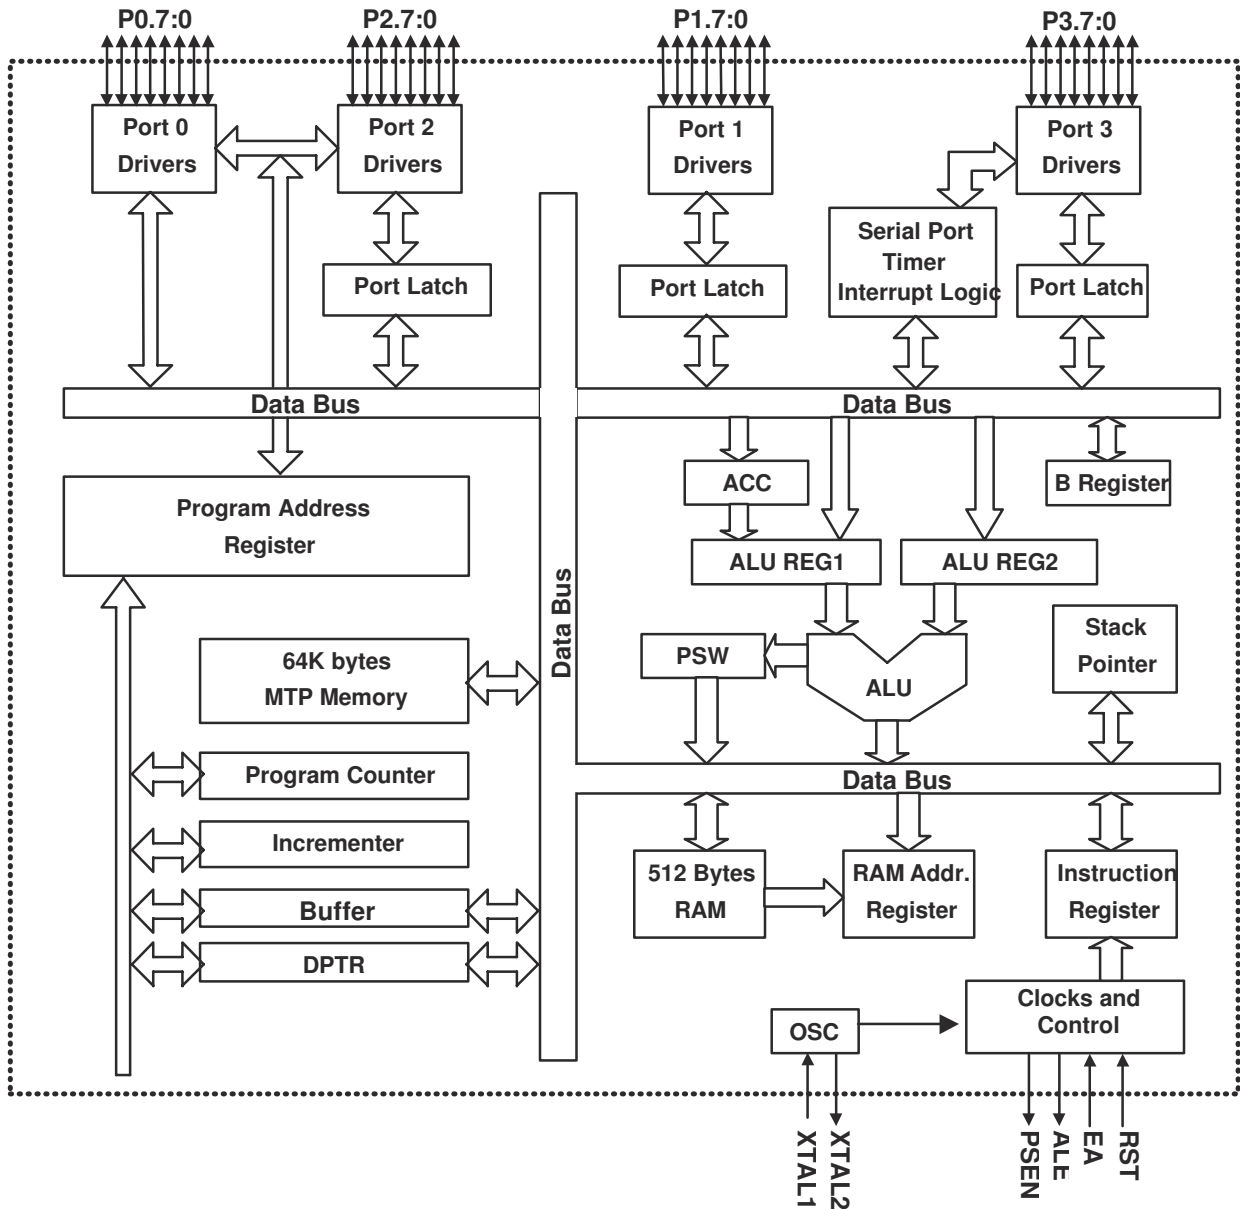 P0.7:0
P2.7:0
P1.7:0
P3.7:0
Port 0
Drivers
Port 2
Drivers
Port 1
Drivers
Port 3
Drivers
Port Latch
Port Latch
Serial Port
Timer
Interrupt Logic
Port Latch
Data Bus
Data Bus
Program Address
Register
ACC
B Register
ALU REG1
ALU REG2
Data Bus
64K bytes
MTP Memory
PSW
ALU
Stack
Pointer
Program Counter
Data Bus
Incrementer
Buffer
DPTR
512 Bytes
RAM
RAM Addr.
Register
Instruction
Register
OSC
Clocks and
Control
XTAL1
XTAL2
PSEN
ALE
EA
RST